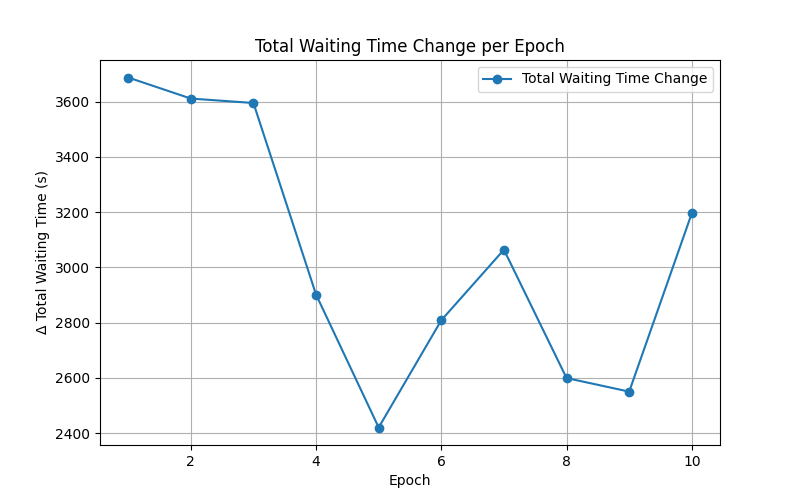 Total Waiting Time Change per Epoch
Total Waiting Time Change
Δ Total Waiting Time (s)
3600
3400
3200
3000
2800
2600
2400
2 4 6 8 10
Epoch